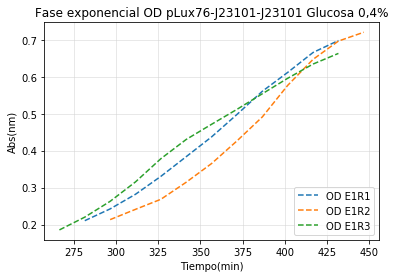 Fase exponencial OD pLux76-J23101-J23101 Glucosa 0,4%
Abs(nm)
0.7
0.6
0.5
0.4
0.3
0.2
275
300
325
350
375
400
425
450
Tiempo(min)
OD E1R1
OD E1R2
OD E1R3